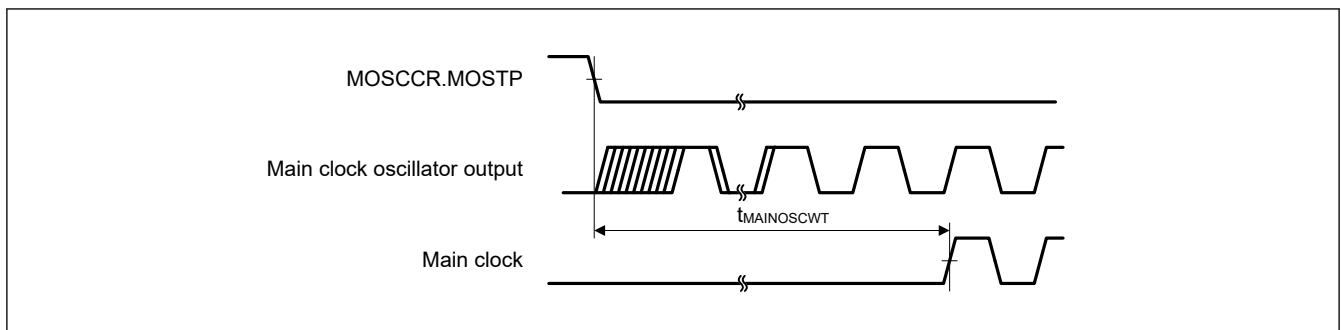 MOSCCR.MOSTP
Main clock oscillator output
tMAINOSCWT
Main clock